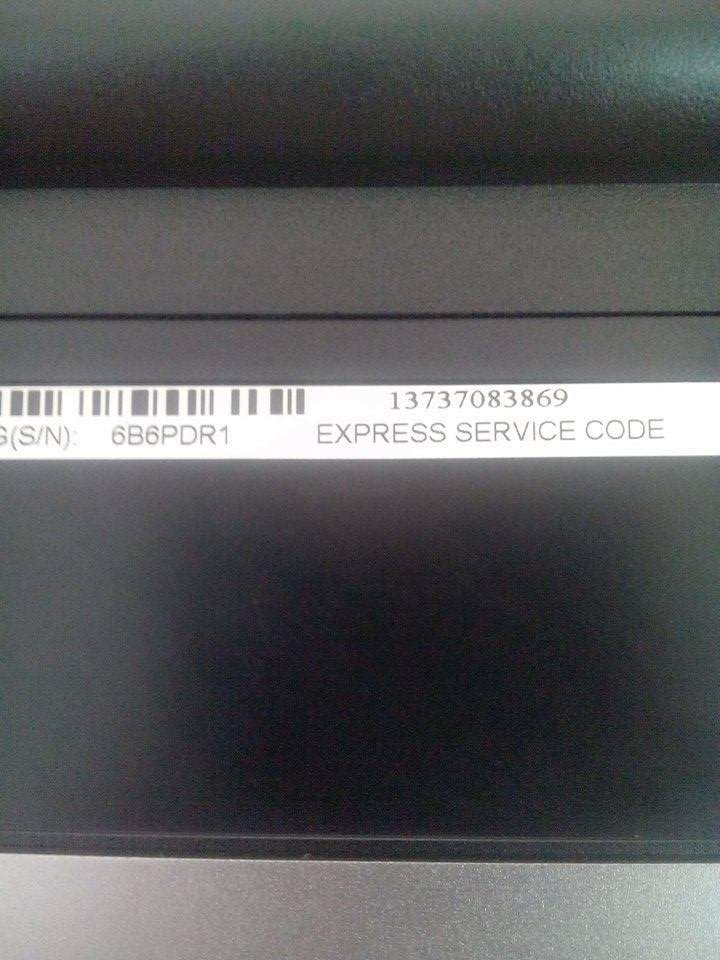 13737083869
G(S/N): 6B6PDR1 EXPRESS SERVICE CODE